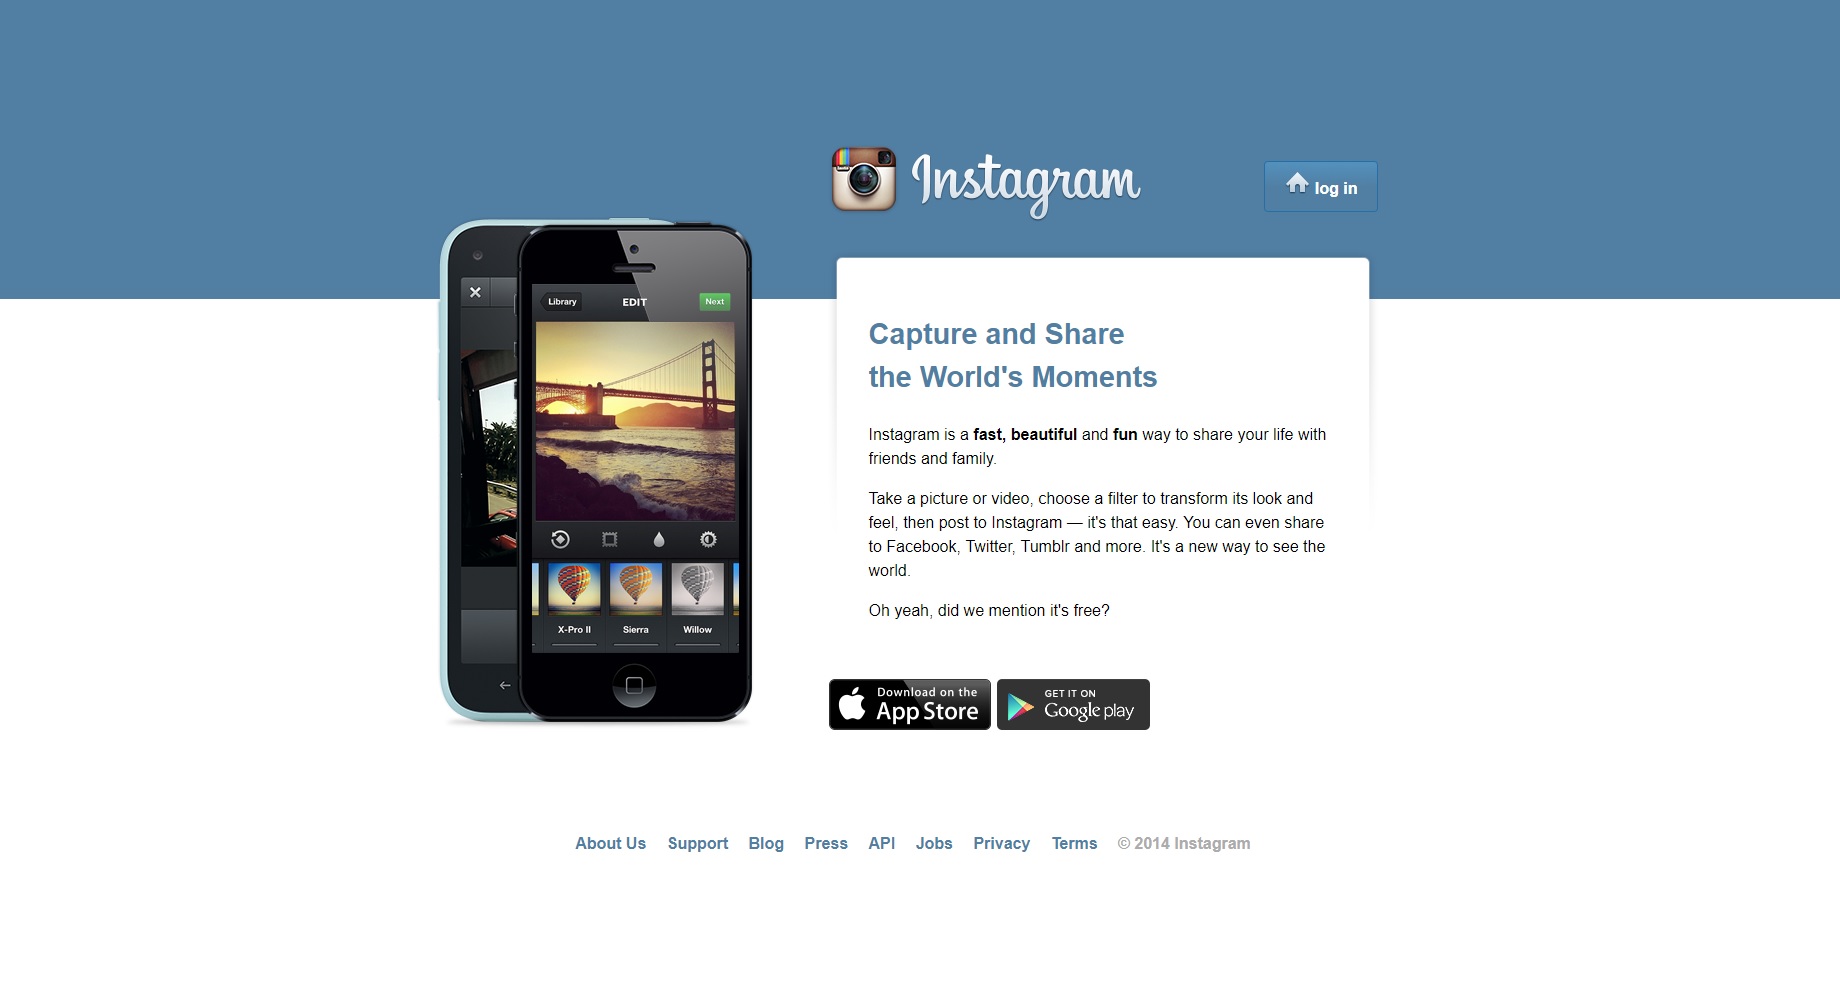 Instagram
log in
Library
EDIT
Next
X-Pro II
Sierra
Willow
Capture and Share
the World's Moments
Instagram is a fast, beautiful and fun way to share your life with
friends and family.
Take a picture or video, choose a filter to transform its look and
feel, then post to Instagram — it's that easy. You can even share
to Facebook, Twitter, Tumblr and more. It's a new way to see the
world.
Oh yeah, did we mention it's free?
Download on the
App Store
GET IT ON
Google play
About Us Support Blog Press API Jobs Privacy Terms © 2014 Instagram